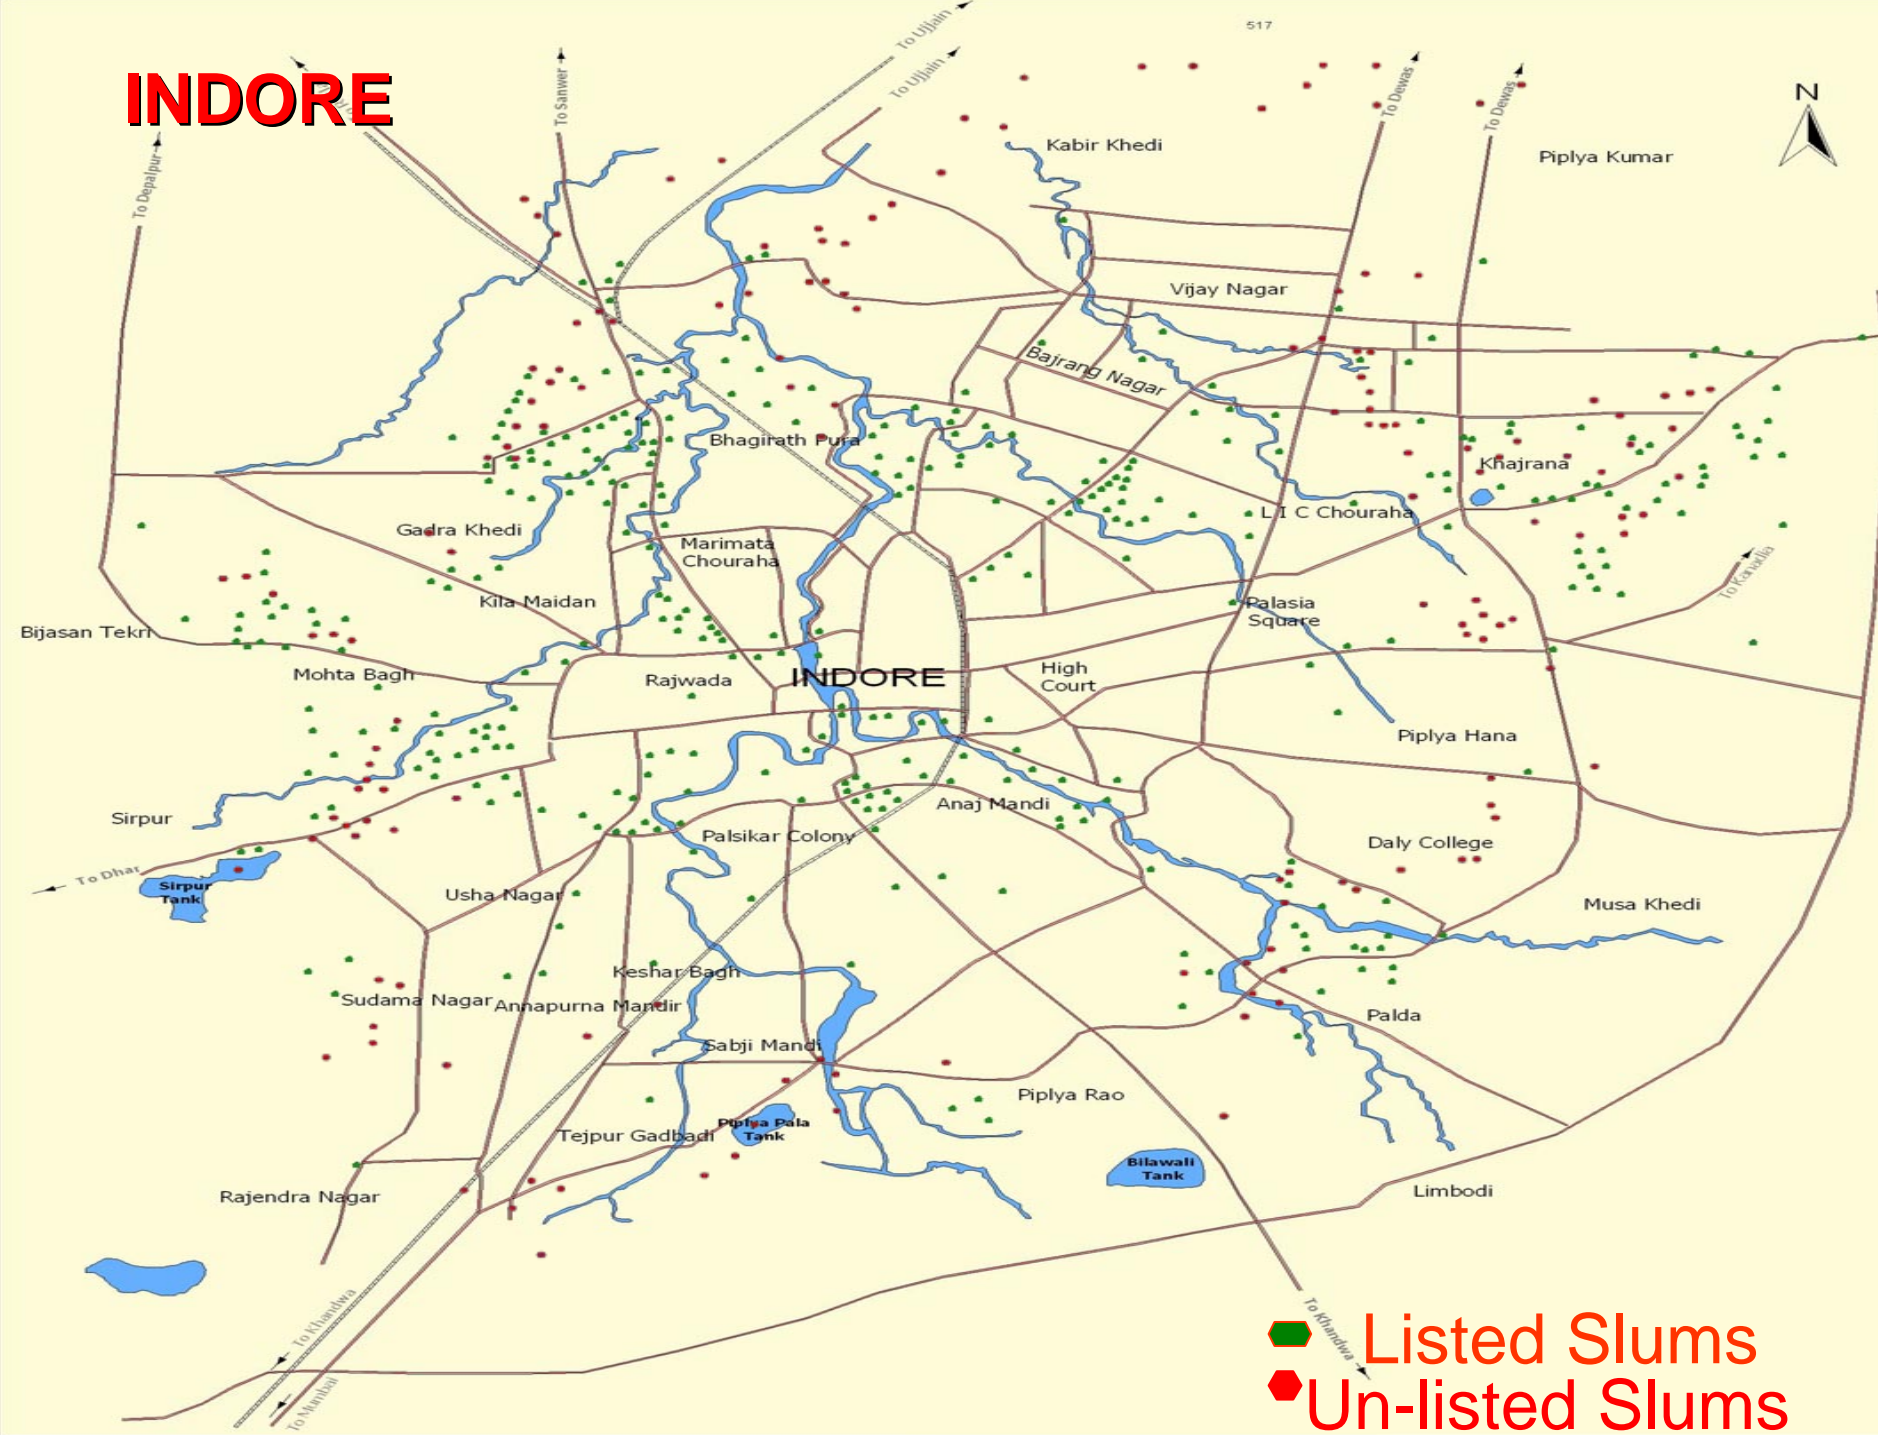 517
To Ujjain
To Ujjain
INDORE
To Sanwer
To Dewas
To Dewas
N
Kabir Khedi
Piplya Kumar
To Depalpur
Vijay Nagar
Bajrang Nagar
Bhagirath Pura
Khajrana
L I C Chouraha
Gadra Khedi
Marimata
Chouraha
To Kanadia
Kila Maidan
Palasia
Square
Bijasan Tekri
Mohta Bagh
Rajwada
INDORE
High
Court
Piplya Hana
Sirpur
Anaj Mandi
Palsikar Colony
Daly College
To Dhar
Sirpur
Tank
Usha Nagar
Musa Khedi
Keshar Bagh
Sudama Nagar
Annapurna Mandir
Palda
Sabji Mandi
Piplya Rao
Piplya Pala
Tank
Tejpur Gadbadi
Bilawali
Tank
Rajendra Nagar
Limbodi
To Khandwa
To Khandwa
To Mumbai
Listed Slums
Un-listed Slums